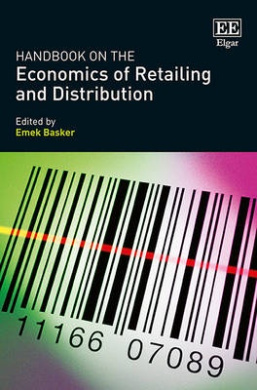 EE
Elgar
HANDBOOK ON THE
Economics of Retailing
and Distribution
Edited by
Emek Basker
11166 07089